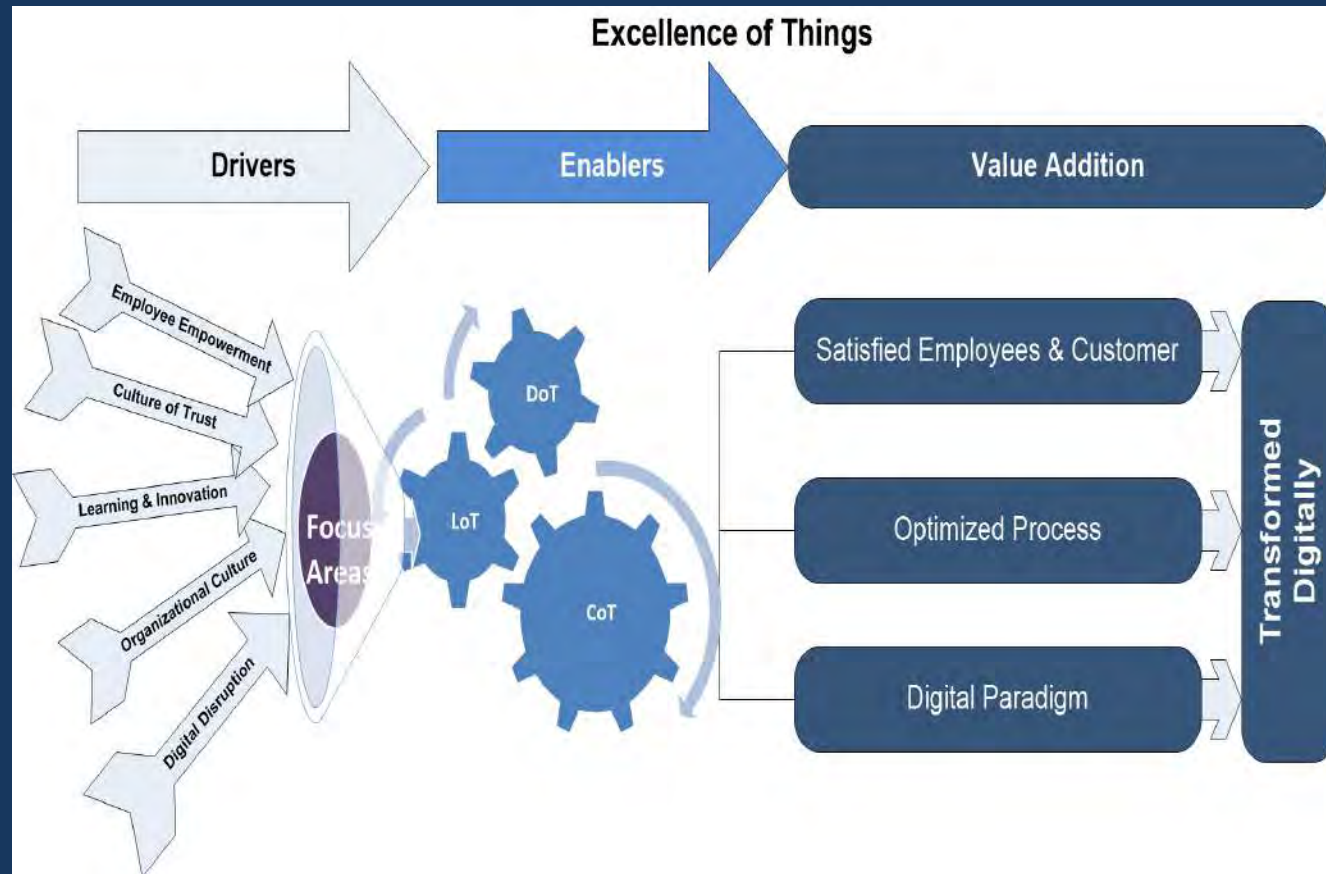 Excellence of Things
Drivers
Enablers
Value Addition
Employee Empowerment
Culture of Trust
Learning & Innovation
Organizational Culture
Digital Disruption
Focus
Areas
DoT
LoT
CoT
Satisfied Employees & Customer
Optimized Process
Digital Paradigm
Transformed
Digitally